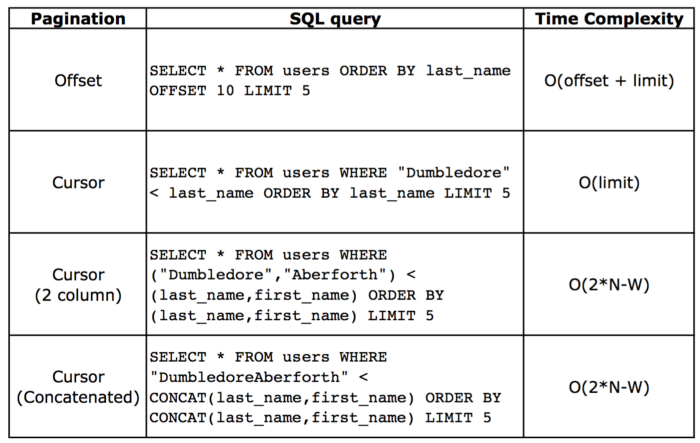 Pagination SQL query Time Complexity
Offset
SELECT * FROM users ORDER BY last_name
OFFSET 10 LIMIT 5
O(offset + limit)
Cursor
SELECT * FROM users WHERE "Dumbledore"
< last_name ORDER BY last_name LIMIT 5
O(limit)
Cursor
(2 column)
SELECT * FROM users WHERE
("Dumbledore","Aberforth") <
(last_name,first_name) ORDER BY
(last_name,first_name) LIMIT 5
O(2*N-W)
Cursor
(Concatenated)
SELECT * FROM users WHERE
"DumbledoreAberforth" <
CONCAT(last_name,first_name) ORDER BY
CONCAT(last_name,first_name) LIMIT 5
O(2*N-W)